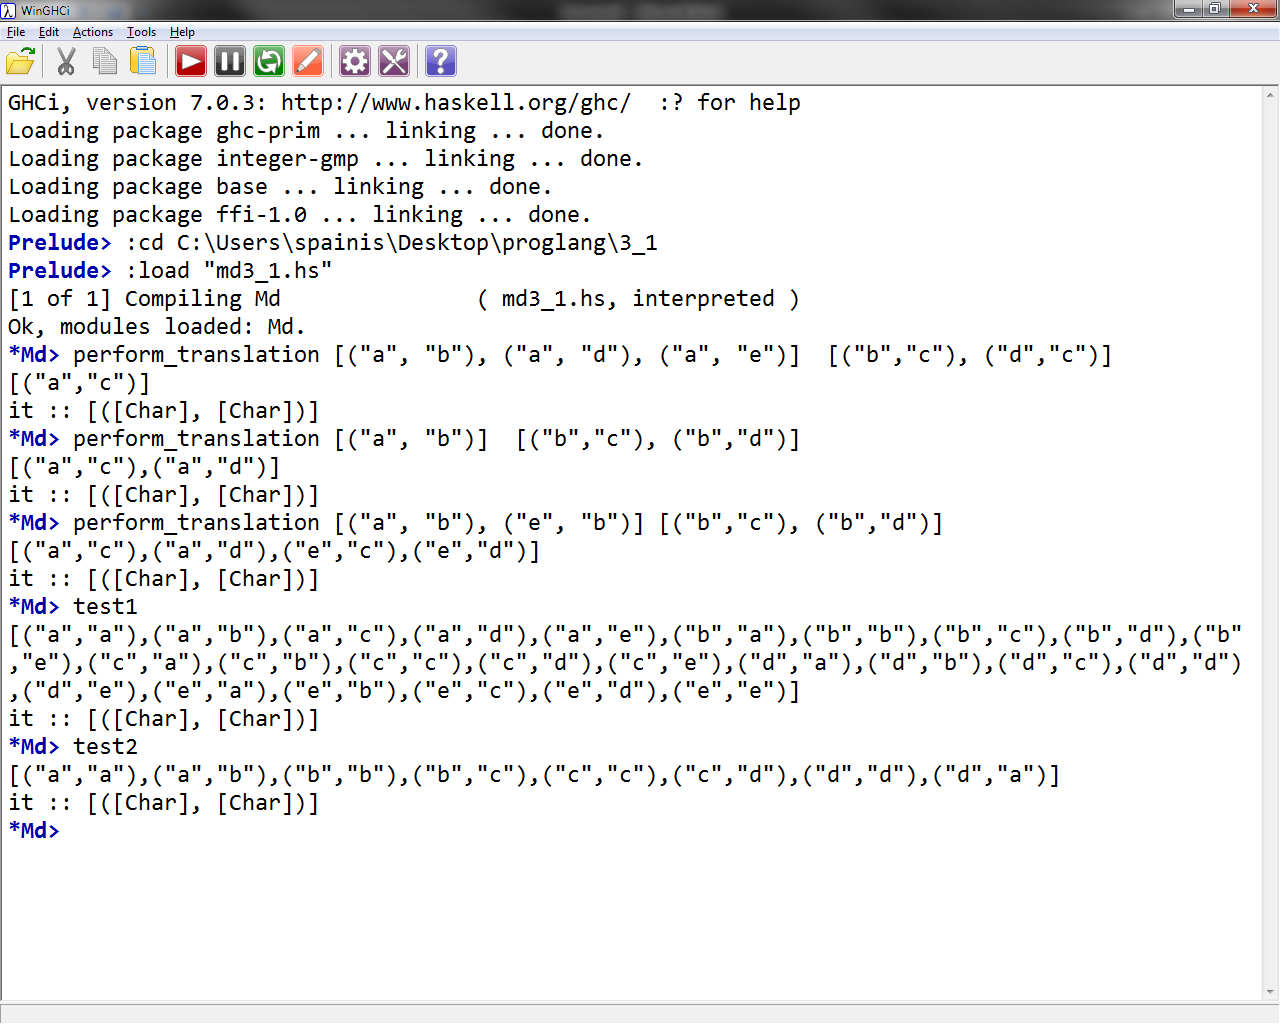 WinGHCi
File Edit Actions Tools Help
GHCi, version 7.0.3: http://www.haskell.org/ghc/  :? for help
Loading package ghc-prim ... linking ... done.
Loading package integer-gmp ... linking ... done.
Loading package base ... linking ... done.
Loading package ffi-1.0 ... linking ... done.
Prelude> :cd C:\Users\spainis\Desktop\proglang\3_1
Prelude> :load "md3_1.hs"
[1 of 1] Compiling Md               ( md3_1.hs, interpreted )
Ok, modules loaded: Md.
*Md> perform_translation [("a", "b"), ("a", "d"), ("a", "e")]  [("b","c"), ("d","c")]
[("a","c")]
it :: [([Char], [Char])]
*Md> perform_translation [("a", "b")]  [("b","c"), ("b","d")]
[("a","c"),("a","d")]
it :: [([Char], [Char])]
*Md> perform_translation [("a", "b"), ("e", "b")] [("b","c"), ("b","d")]
[("a","c"),("a","d"),("e","c"),("e","d")]
it :: [([Char], [Char])]
*Md> test1
[("a","a"),("a","b"),("a","c"),("a","d"),("a","e"),("b","a"),("b","b"),("b","c"),("b","d"),("b"
,"e"),("c","a"),("c","b"),("c","c"),("c","d"),("c","e"),("d","a"),("d","b"),("d","c"),("d","d")
,("d","e"),("e","a"),("e","b"),("e","c"),("e","d"),("e","e")]
it :: [([Char], [Char])]
*Md> test2
[("a","a"),("a","b"),("b","b"),("b","c"),("c","c"),("c","d"),("d","d"),("d","a")]
it :: [([Char], [Char])]
*Md>